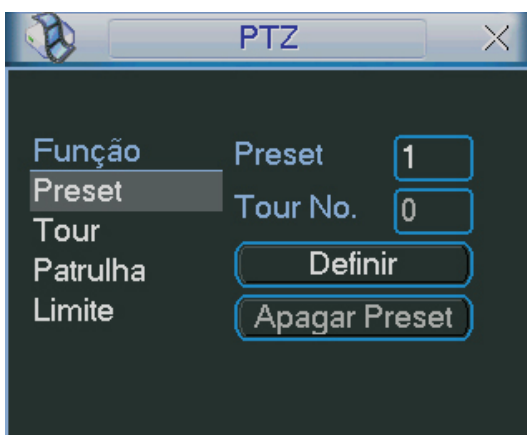 PTZ
Função
Preset
Tour
Patrulha
Limite
Preset 1
Tour No. 0
Definir
Apagar Preset